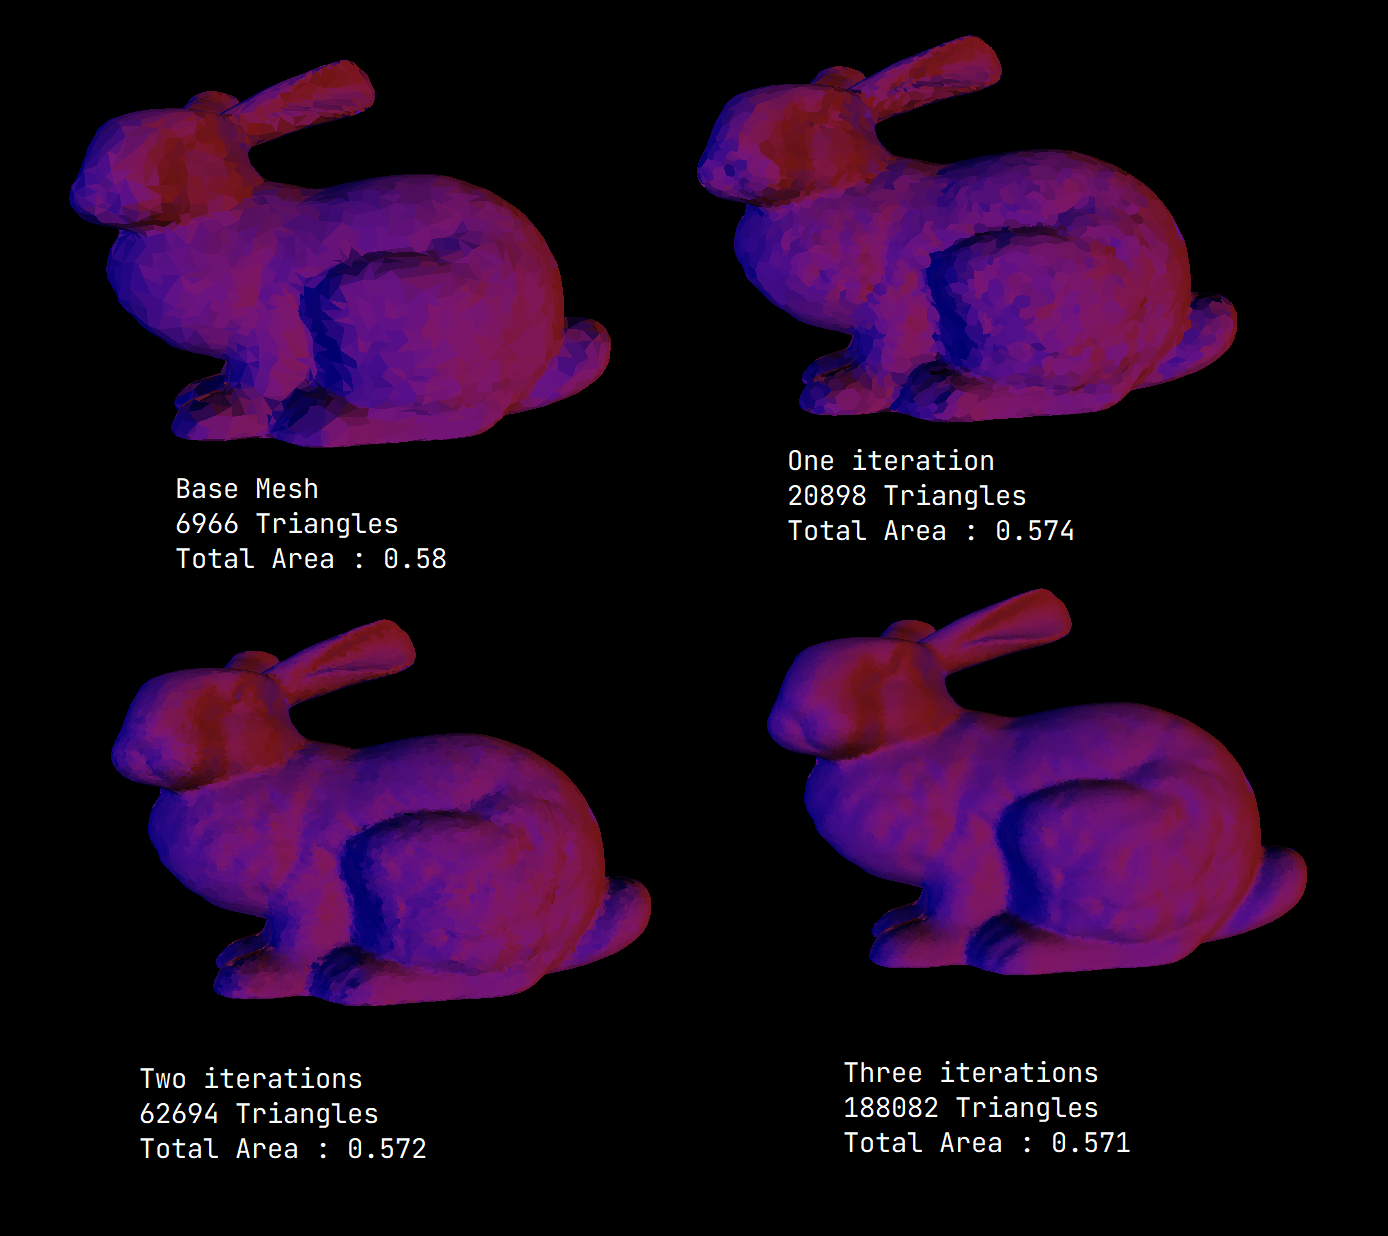 Base Mesh
6966 Triangles
Total Area : 0.58
One iteration
20898 Triangles
Total Area : 0.574
Two iterations
62694 Triangles
Total Area : 0.572
Three iterations
188082 Triangles
Total Area : 0.571